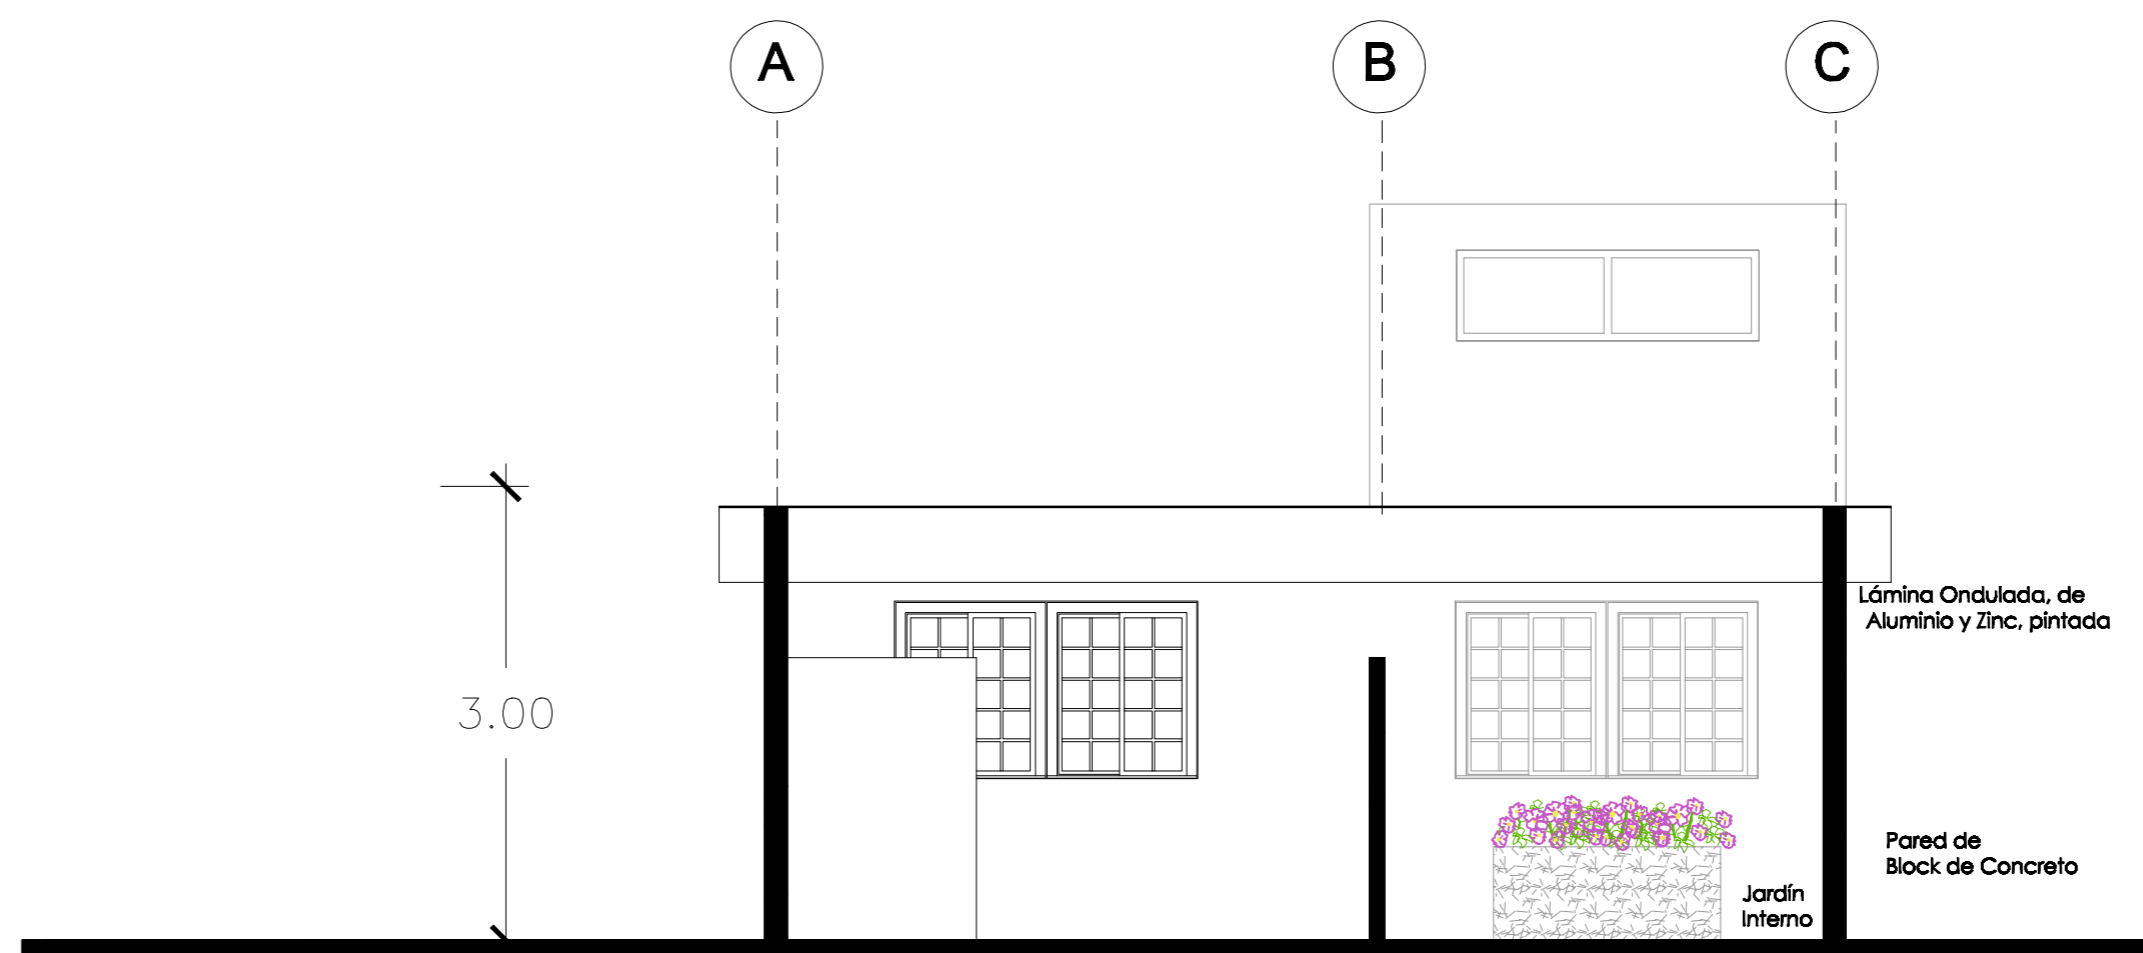 A
B
C
3.00
Lámina Ondulada, de
Aluminio y Zinc, pintada
Pared de
Block de Concreto
Jardín
Interno